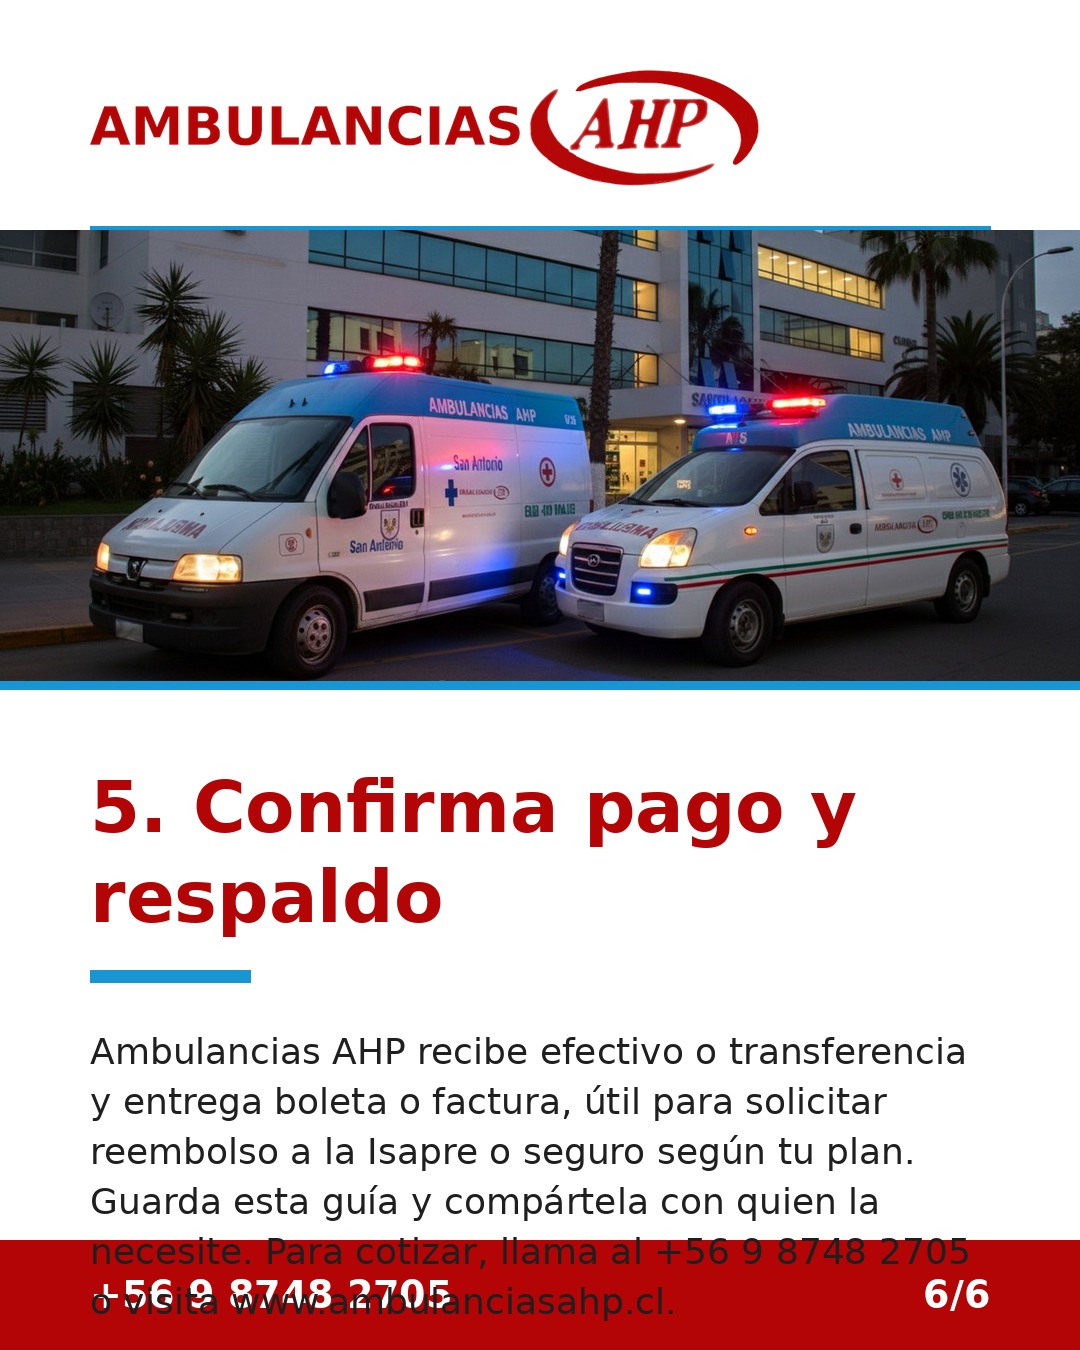 AMBULANCIAS AHP
AMBULANCIAS AHP
San Antonio
San Antonio
AMBULANCIAS AHP
5. Confirma pago y
respaldo
Ambulancias AHP recibe efectivo o transferencia
y entrega boleta o factura, útil para solicitar
reembolso a la Isapre o seguro según tu plan.
Guarda esta guía y compártela con quien la
necesite. Para cotizar, llama al +56 9 8748 2705
o visita www.ambulanciasahp.cl.
+56 9 8748 2705
6/6